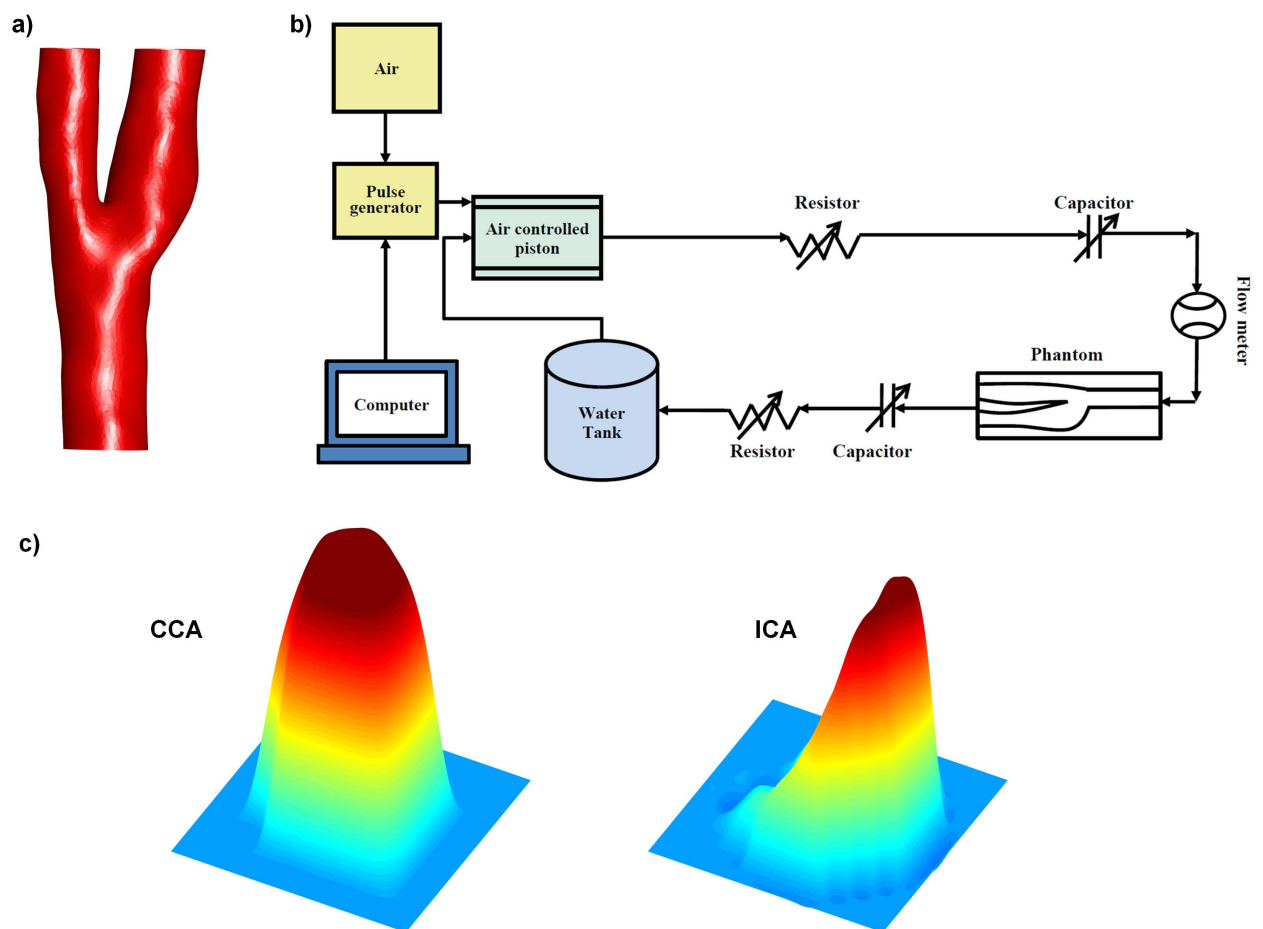 a)
b)
Air
Pulse
generator
Air controlled
piston
Resistor
Capacitor
Flow meter
Phantom
Computer
Water
Tank
Resistor
Capacitor
c)
CCA
ICA